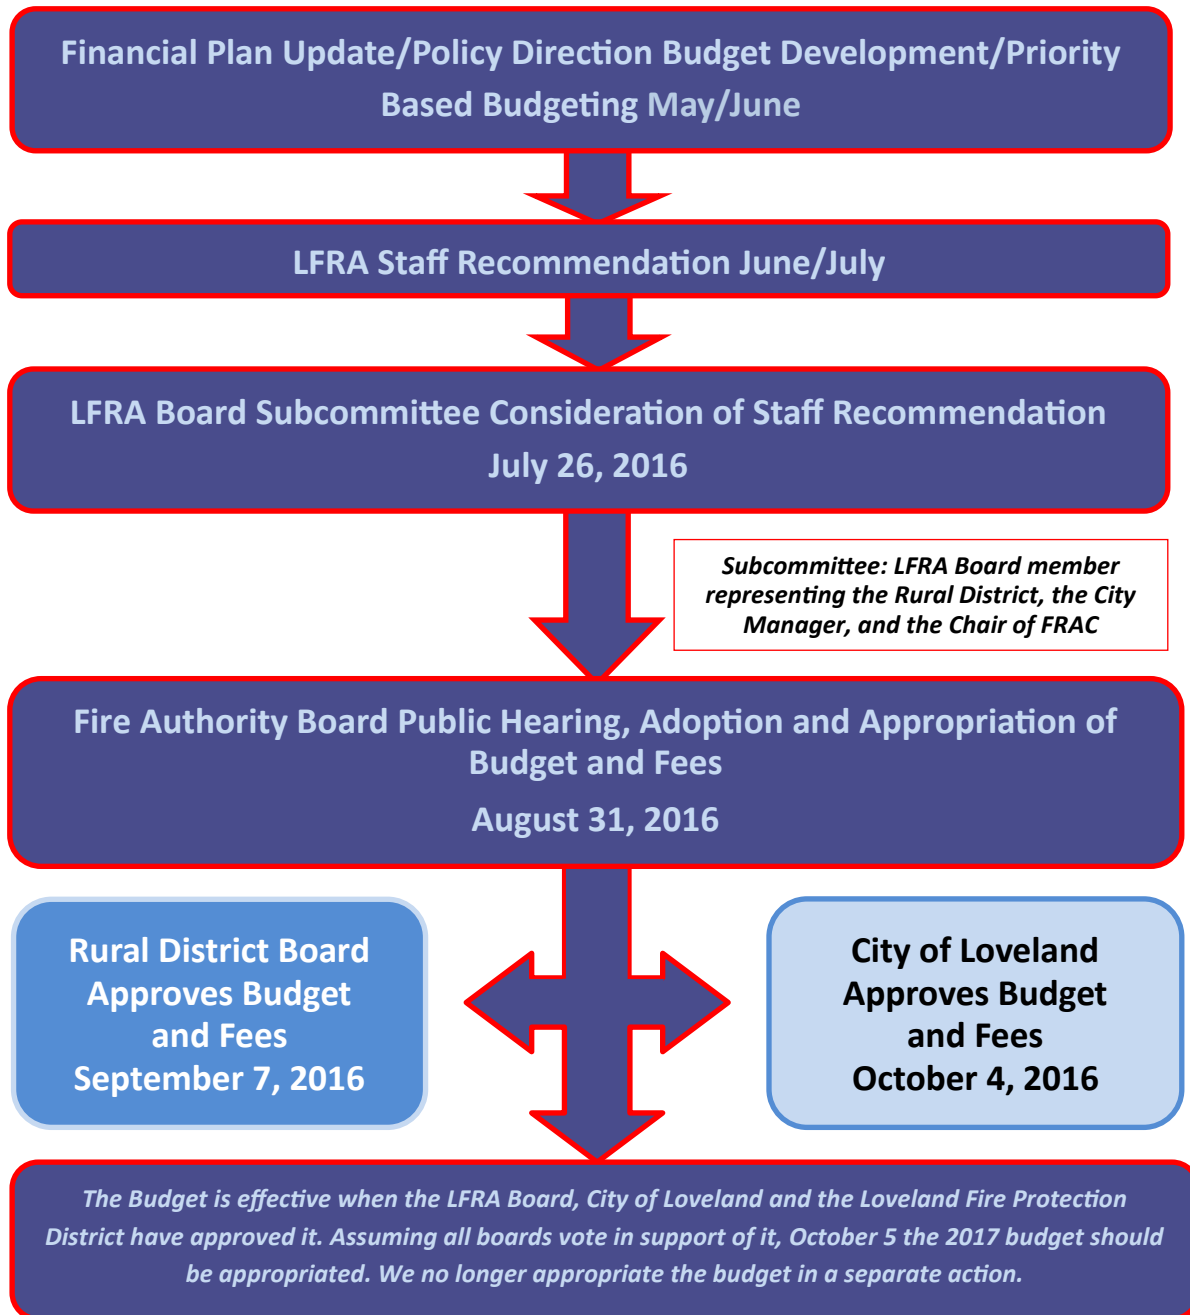 Financial Plan Update/Policy Direction Budget Development/Priority
Based Budgeting May/June
LFRA Staff Recommendation June/July
LFRA Board Subcommittee Consideration of Staff Recommendation
July 26, 2016
Subcommittee: LFRA Board member
representing the Rural District, the City
Manager, and the Chair of FRAC
Fire Authority Board Public Hearing, Adoption and Appropriation of
Budget and Fees
August 31, 2016
Rural District Board
Approves Budget
and Fees
September 7, 2016
City of Loveland
Approves Budget
and Fees
October 4, 2016
The Budget is effective when the LFRA Board, City of Loveland and the Loveland Fire Protection
District have approved it. Assuming all boards vote in support of it, October 5 the 2017 budget should
be appropriated. We no longer appropriate the budget in a separate action.